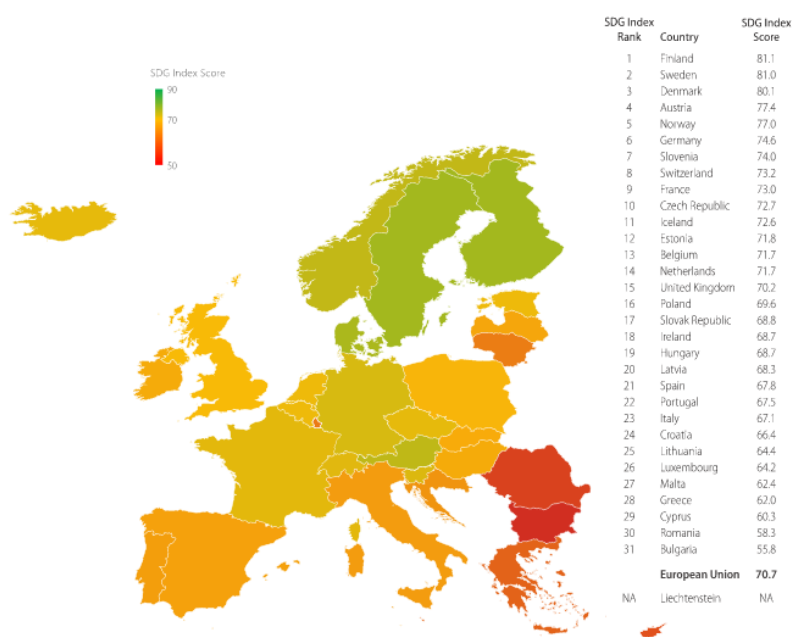 SDG Index Score
90
70
50
SDG Index Rank Country SDG Index Score
1 Finland 81.1
2 Sweden 81.0
3 Denmark 80.1
4 Austria 77.4
5 Norway 77.0
6 Germany 74.6
7 Slovenia 74.0
8 Switzerland 73.2
9 France 73.0
10 Czech Republic 72.7
11 Iceland 72.6
12 Estonia 71.8
13 Belgium 71.7
14 Netherlands 71.7
15 United Kingdom 70.2
16 Poland 69.6
17 Slovak Republic 68.8
18 Ireland 68.7
19 Hungary 68.7
20 Latvia 68.3
21 Spain 67.8
22 Portugal 67.5
23 Italy 67.1
24 Croatia 66.4
25 Lithuania 64.4
26 Luxembourg 64.2
27 Malta 62.4
28 Greece 62.0
29 Cyprus 60.3
30 Romania 58.3
31 Bulgaria 55.8
European Union 70.7
NA Liechtenstein NA